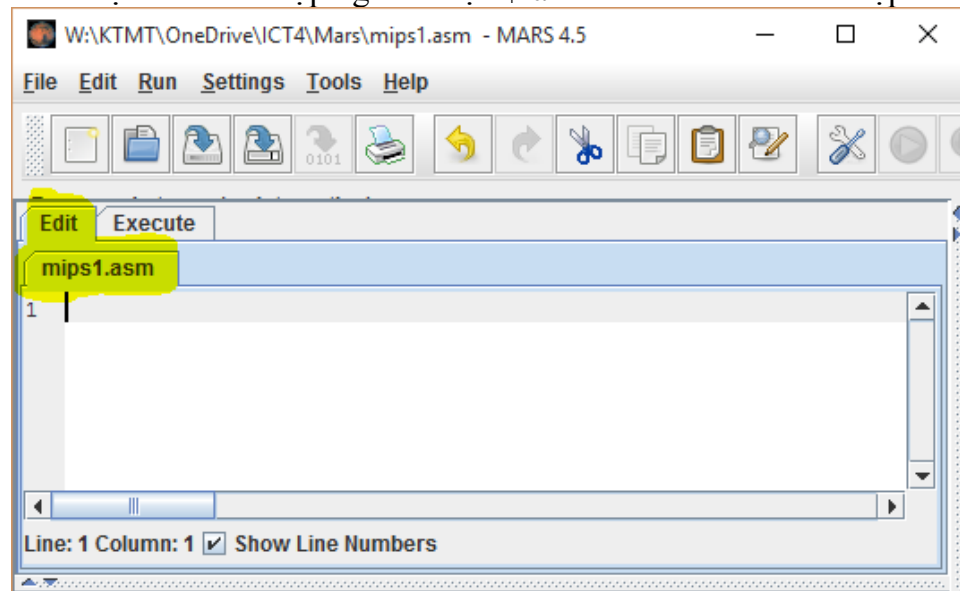 W:\KTMT\OneDrive\ICT4\Mars\mips1.asm - MARS 4.5
File Edit Run Settings Tools Help
0101
Edit Execute
mips1.asm
1
Line: 1 Column: 1 Show Line Numbers